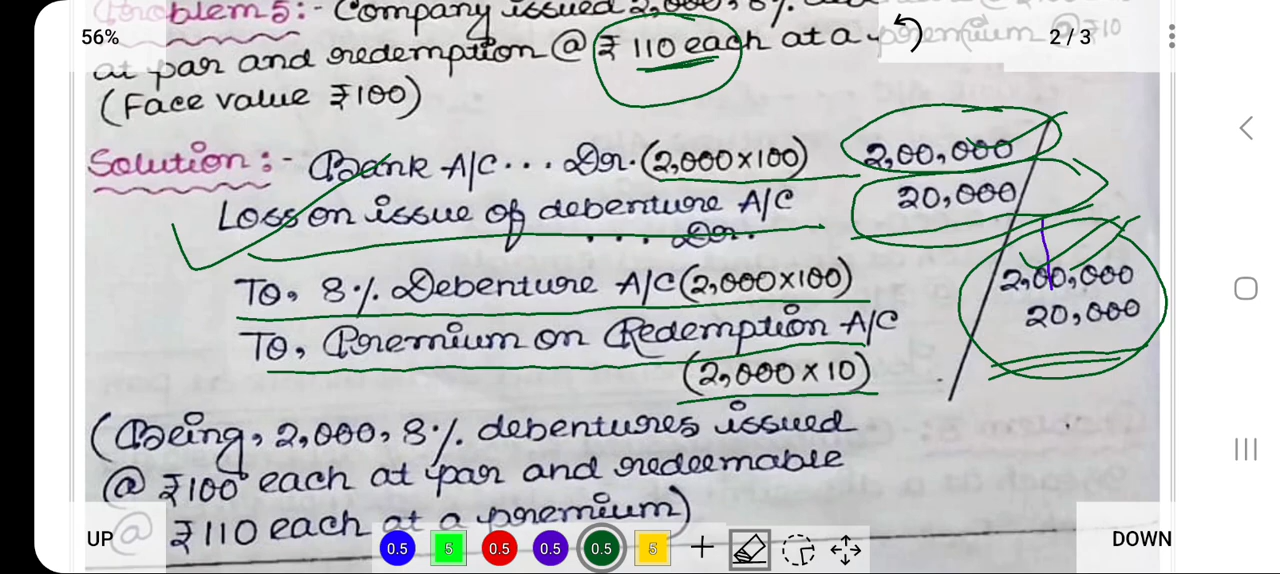 Problem 5:- Company issued 2,000, 8%
56%
at par and redemption @ ₹ 110 each at a premium @ ₹10
2/3
(Face value ₹100)
Solution:- Bank A/C... Dr. (2,000×100) 2,00,000
Loss on issue of debenture A/C 20,000
... Dr.
To, 8% Debenture A/C (2,000×100) 2,00,000
To, Premium on Redemption A/C 20,000
(2,000 × 10)
(Being, 2,000, 8% debentures issued
@ ₹100 each at par and redeemable
@ ₹110 each at a premium)
UP 0.5 5 0.5 0.5 0.5 5 DOWN